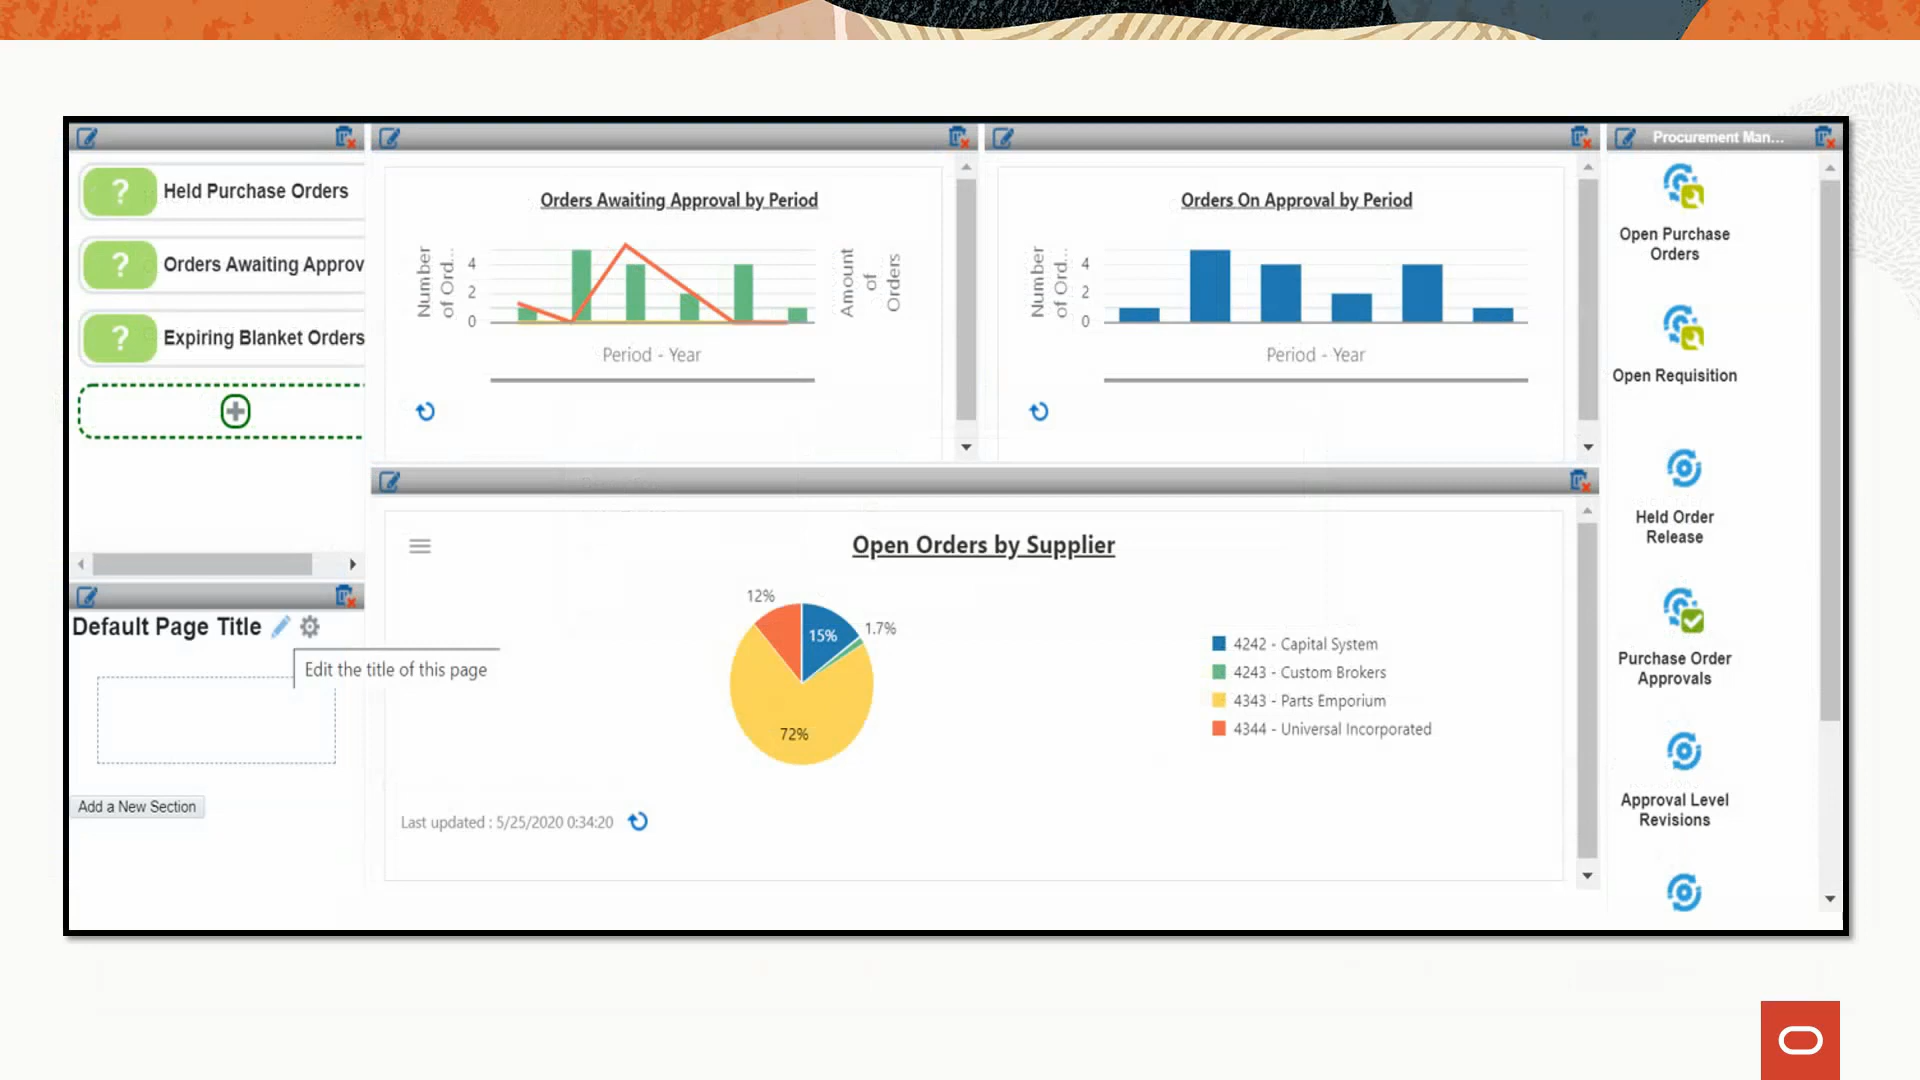 Held Purchase Orders
Orders Awaiting Approv
Expiring Blanket Orders
Default Page Title
Edit the title of this page
Add a New Section
Orders Awaiting Approval by Period
Number
of Ord...
4
2
0
Amount
of
Orders
Period - Year
Orders On Approval by Period
Number
of Ord...
4
2
0
Period - Year
Open Orders by Supplier
12%
15%
1.7%
72%
4242 - Capital System
4243 - Custom Brokers
4343 - Parts Emporium
4344 - Universal Incorporated
Last updated : 5/25/2020 0:34:20
Procurement Man...
Open Purchase
Orders
Open Requisition
Held Order
Release
Purchase Order
Approvals
Approval Level
Revisions